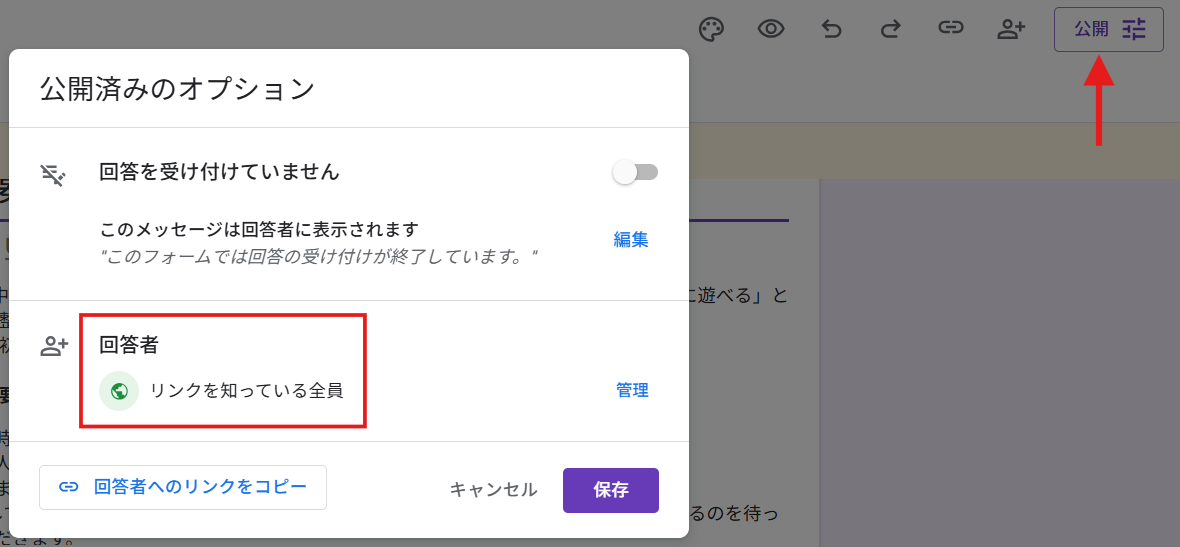 公開
公開済みのオプション
回答を受け付けていません
このメッセージは回答者に表示されます
"このフォームでは回答の受け付けが終了しています。"
編集
に遊べる」と
回答者
リンクを知っている全員
管理
回答者へのリンクをコピー
キャンセル
保存
るのを待っ
だきます。